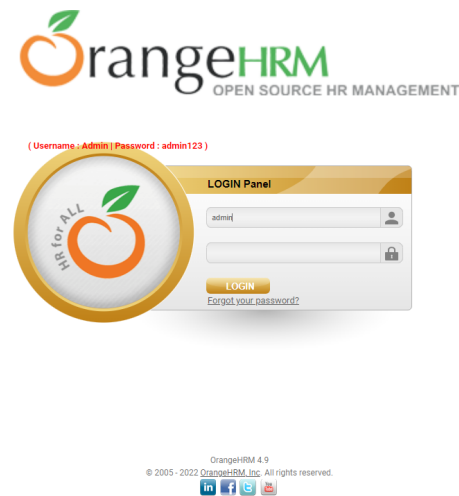 OrangeHRM
OPEN SOURCE HR MANAGEMENT
( Username : Admin | Password : admin123 )
LOGIN Panel
HR for ALL
admin
LOGIN
Forgot your password?
OrangeHRM 4.9
© 2005 - 2022 OrangeHRM, Inc. All rights reserved.
in f t You Tube